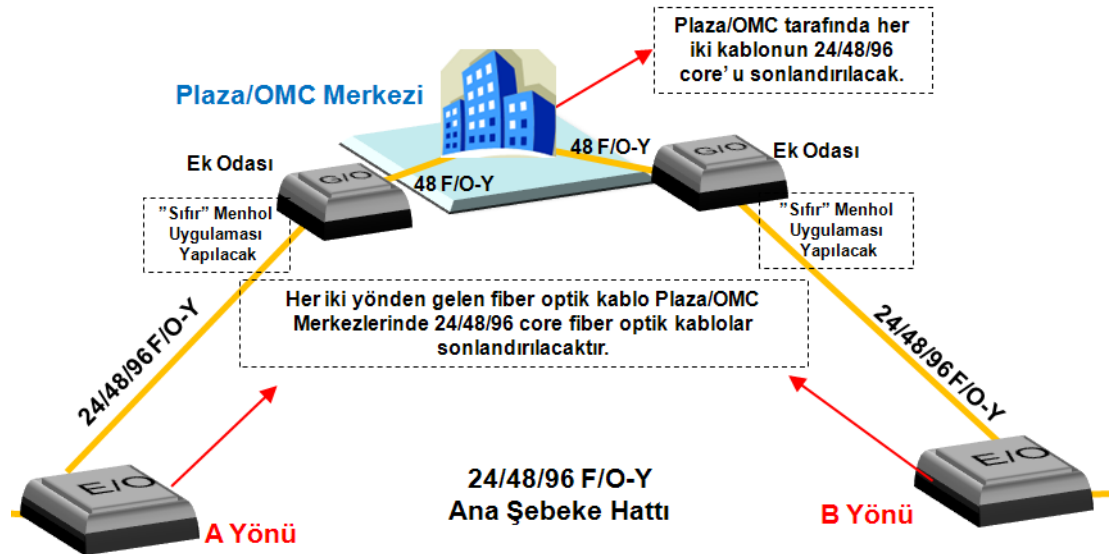 Plaza/OMC tarafında her
iki kablonun 24/48/96
core' u sonlandırılacak.
Plaza/OMC Merkezi
Ek Odası
G/O
48 F/O-Y
48 F/O-Y
G/O
Ek Odası
”Sıfır” Menhol
Uygulaması
Yapılacak
”Sıfır” Menhol
Uygulaması
Yapılacak
Her iki yönden gelen fiber optik kablo Plaza/OMC
Merkezlerinde 24/48/96 core fiber optik kablolar
sonlandırılacaktır.
24/48/96 F/O-Y
24/48/96 F/O-Y
E/O
A Yönü
24/48/96 F/O-Y
Ana Şebeke Hattı
B Yönü
E/O